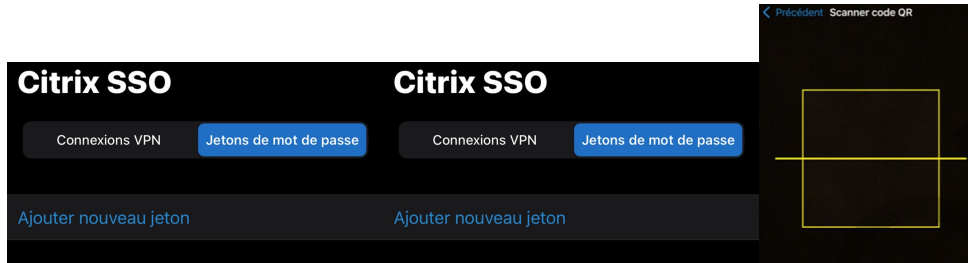 Précédent Scanner code QR
Citrix SSO
Connexions VPN Jetons de mot de passe
Ajouter nouveau jeton
Citrix SSO
Connexions VPN Jetons de mot de passe
Ajouter nouveau jeton